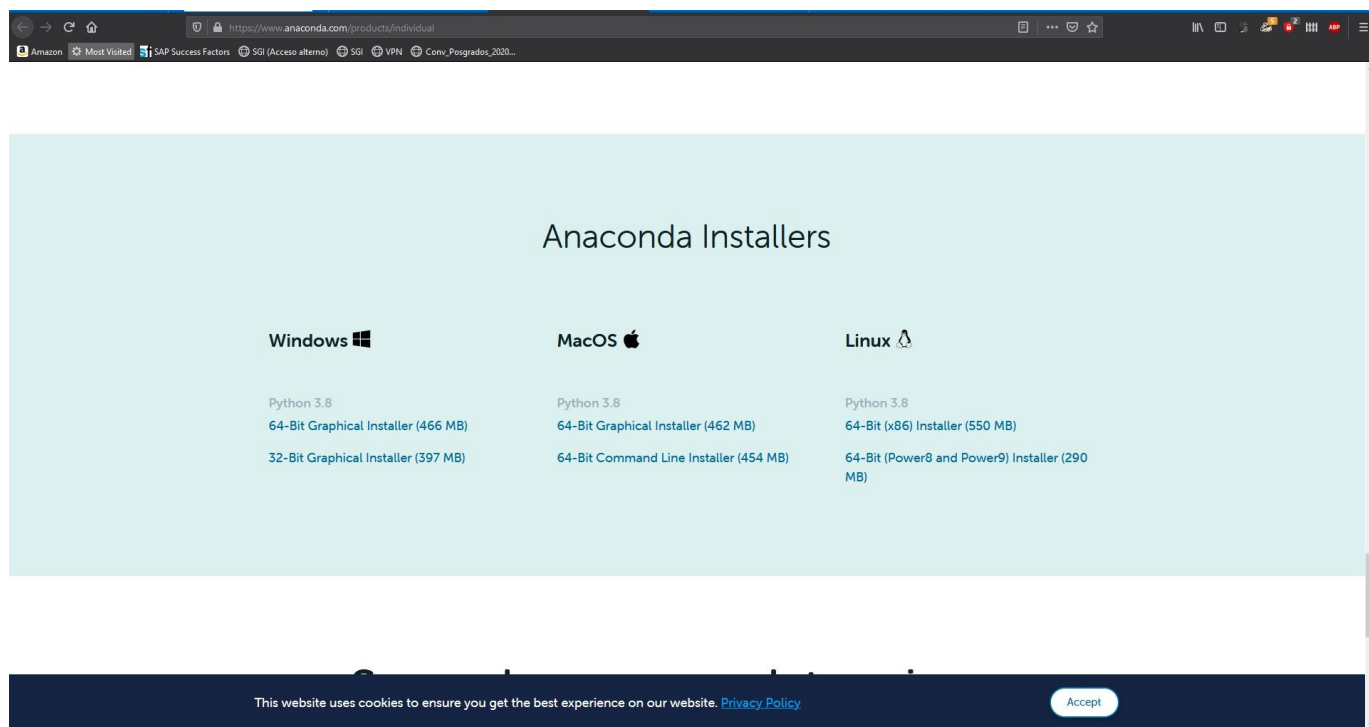 https://www.anaconda.com/products/individual
Amazon Most Visited SAP Success Factors SGI (Acceso alterno) SGI VPN Conv_Posgrados_2020...
5 2 ABP
Anaconda Installers
Windows
MacOS
Linux
Python 3.8
64-Bit Graphical Installer (466 MB)
32-Bit Graphical Installer (397 MB)
Python 3.8
64-Bit Graphical Installer (462 MB)
64-Bit Command Line Installer (454 MB)
Python 3.8
64-Bit (x86) Installer (550 MB)
64-Bit (Power8 and Power9) Installer (290
MB)
This website uses cookies to ensure you get the best experience on our website. Privacy Policy
Accept